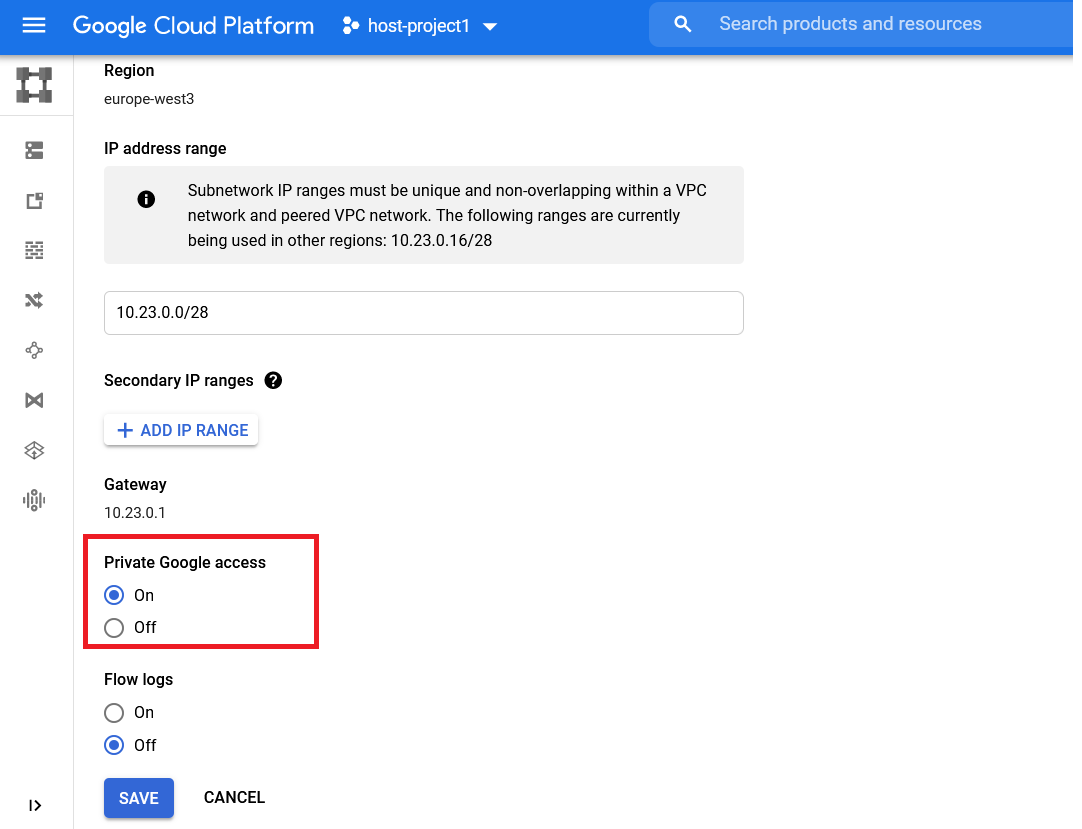 Google Cloud Platform
host-project1
Search products and resources
Region
europe-west3
IP address range
Subnetwork IP ranges must be unique and non-overlapping within a VPC
network and peered VPC network. The following ranges are currently
being used in other regions: 10.23.0.16/28
10.23.0.0/28
Secondary IP ranges
ADD IP RANGE
Gateway
10.23.0.1
Private Google access
On
Off
Flow logs
On
Off
SAVE CANCEL